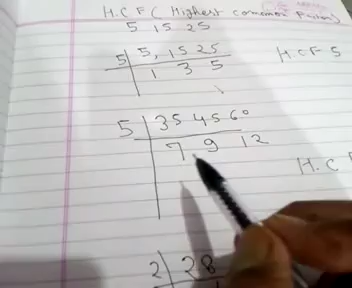 H.C.F C Highest common Factor)
5 15 25
5 | 5, 15 25 H.C.F 5
1 3 5
5 | 35 45 60
7 9 12
H.C.F
2 | 28